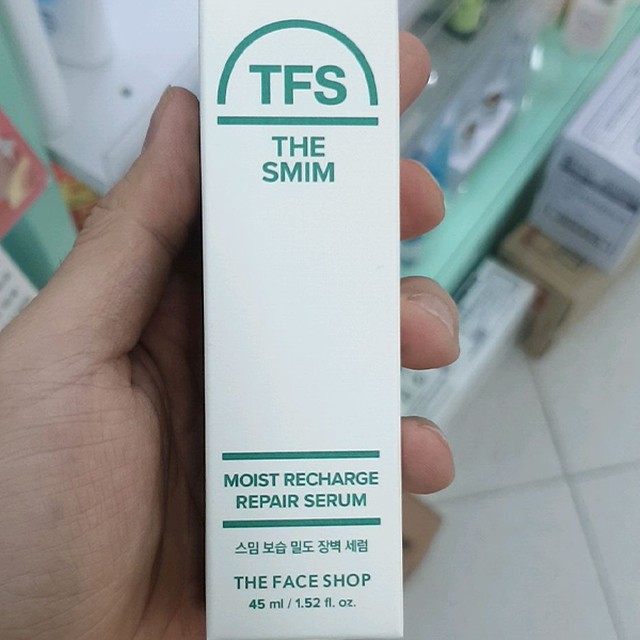 TFS
THE
SMIM
MOIST RECHARGE
REPAIR SERUM
스밈 보습 밀도 장벽 세럼
THE FACE SHOP
45 ml / 1.52 fl. oz.